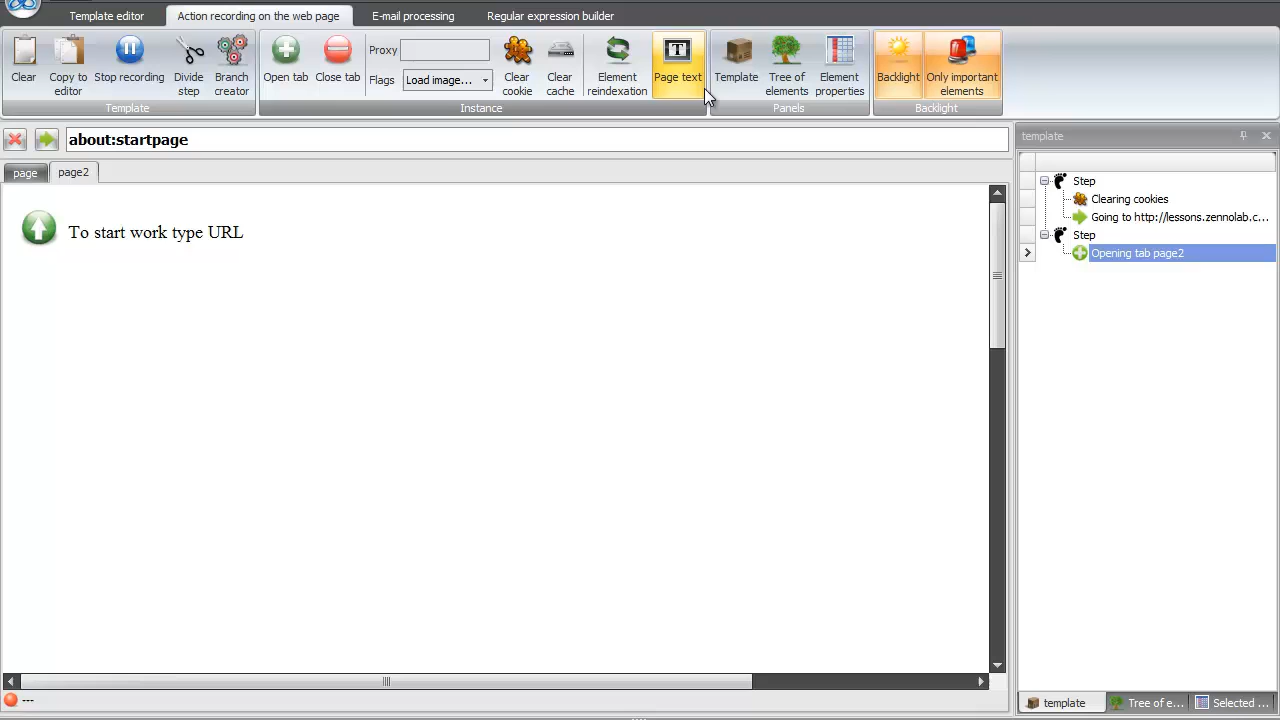 Template editor
Action recording on the web page
E-mail processing
Regular expression builder
Clear
Copy to editor
Stop recording
Divide step
Branch creator
Template
Open tab
Close tab
Proxy
Flags
Load image...
Clear cookie
Clear cache
Element reindexation
Page text
Instance
Template
Tree of elements
Element properties
Panels
Backlight
Only important elements
Backlight
about:startpage
page
page2
To start work type URL
---
template
Step
Clearing cookies
Going to http://lessons.zennolab.c...
Step
Opening tab page2
template
Tree of e...
Selected ...